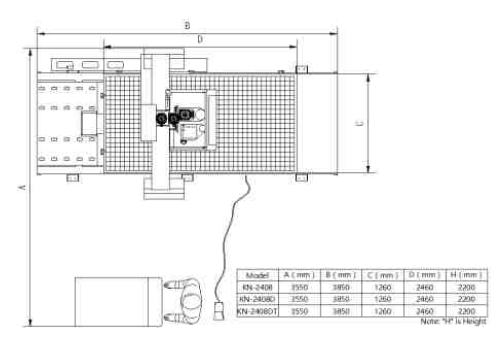 B
D
C
A
Model A ( mm ) B ( mm ) C ( mm ) D ( mm ) H ( mm )
KN-2408 3550 3850 1260 2460 2200
KN-2408D 3550 3850 1260 2460 2200
KN-2408DT 3550 3850 1260 2460 2200
Note: "H" is Height